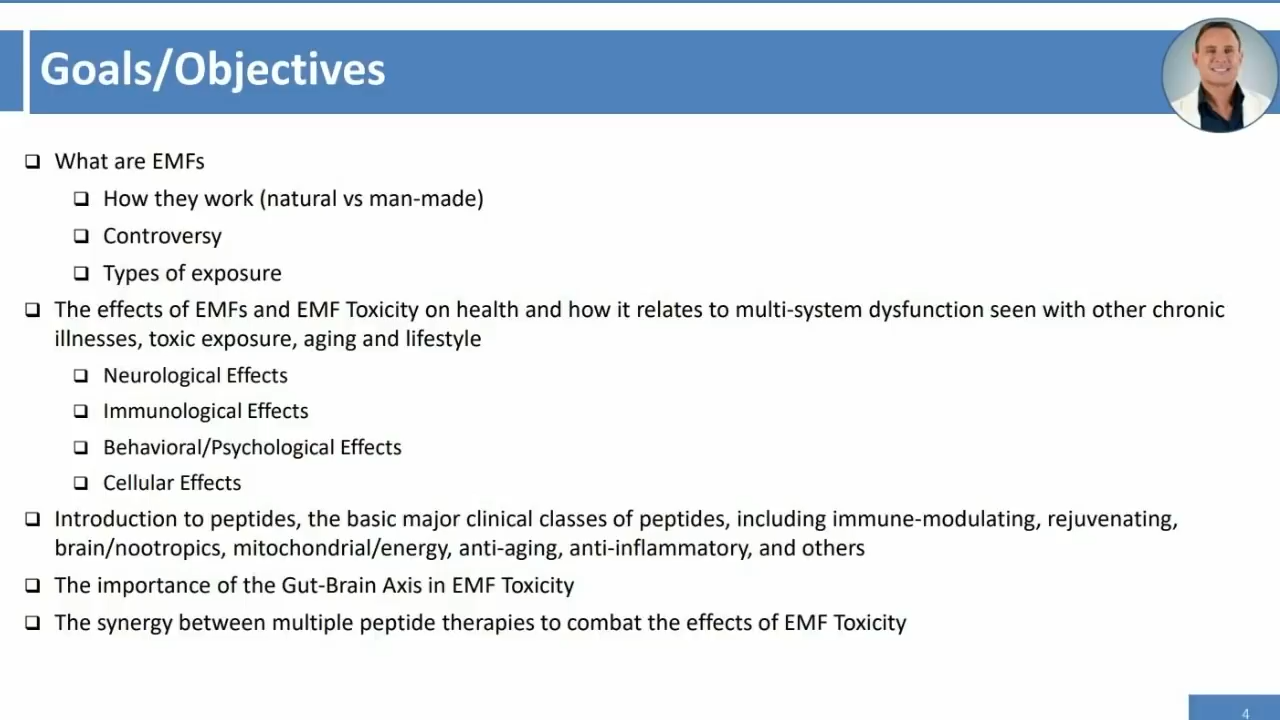 Goals/Objectives
What are EMFs
How they work (natural vs man-made)
Controversy
Types of exposure
The effects of EMFs and EMF Toxicity on health and how it relates to multi-system dysfunction seen with other chronic
illnesses, toxic exposure, aging and lifestyle
Neurological Effects
Immunological Effects
Behavioral/Psychological Effects
Cellular Effects
Introduction to peptides, the basic major clinical classes of peptides, including immune-modulating, rejuvenating,
brain/nootropics, mitochondrial/energy, anti-aging, anti-inflammatory, and others
The importance of the Gut-Brain Axis in EMF Toxicity
The synergy between multiple peptide therapies to combat the effects of EMF Toxicity
4